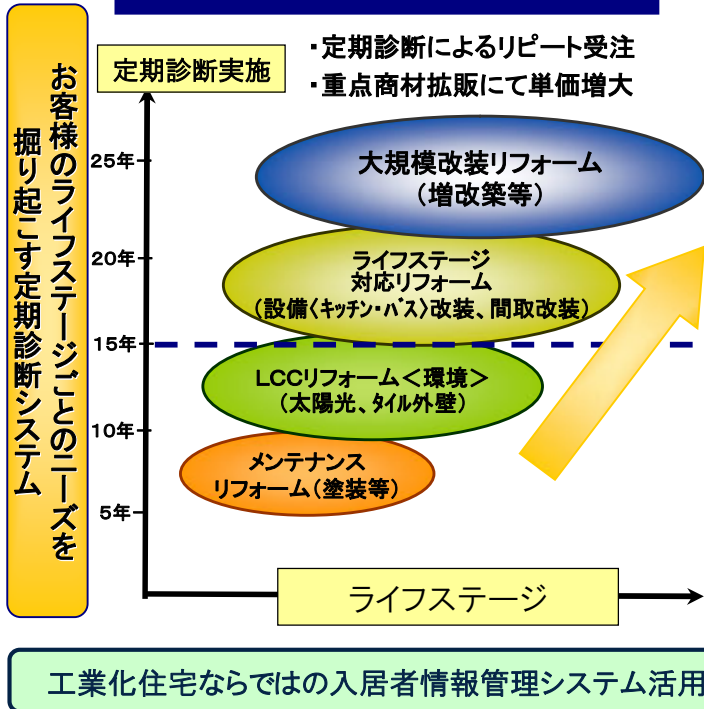 お客様のライフステージごとのニーズを
掘り起こす定期診断システム
定期診断実施
・定期診断によるリピート受注
・重点商材拡販にて単価増大
25年
20年
15年
10年
5年
大規模改装リフォーム
（増改築等）
ライフステージ
対応リフォーム
（設備〈ｷｯﾁﾝ・ﾊﾞｽ〉改装、間取改装）
LCCリフォーム＜環境＞
（太陽光、ﾀｲﾙ外壁）
メンテナンス
リフォーム（塗装等）
ライフステージ
工業化住宅ならではの入居者情報管理システム活用